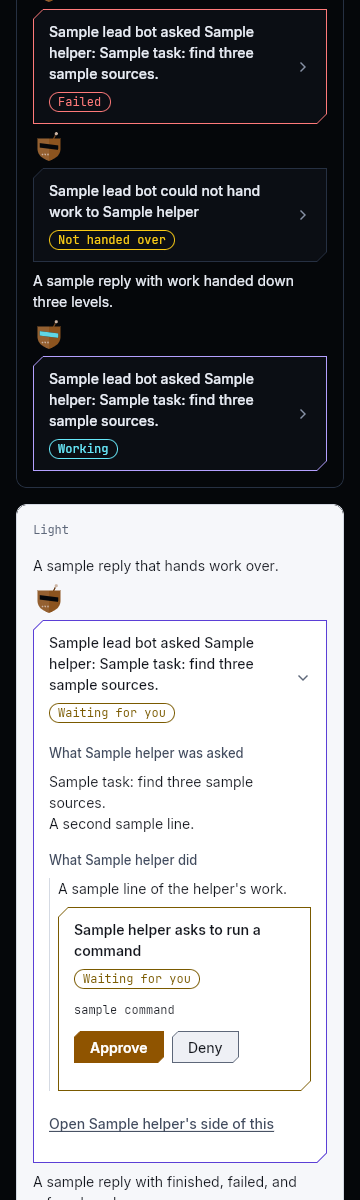 Sample lead bot asked Sample
helper: Sample task: find three
sample sources.
Failed
Sample lead bot could not hand
work to Sample helper
Not handed over
A sample reply with work handed down
three levels.
Sample lead bot asked Sample
helper: Sample task: find three
sample sources.
Working
Light
A sample reply that hands work over.
Sample lead bot asked Sample
helper: Sample task: find three
sample sources.
Waiting for you
What Sample helper was asked
Sample task: find three sample
sources.
A second sample line.
What Sample helper did
A sample line of the helper's work.
Sample helper asks to run a
command
Waiting for you
sample command
Approve
Deny
Open Sample helper's side of this
A sample reply with finished, failed, and